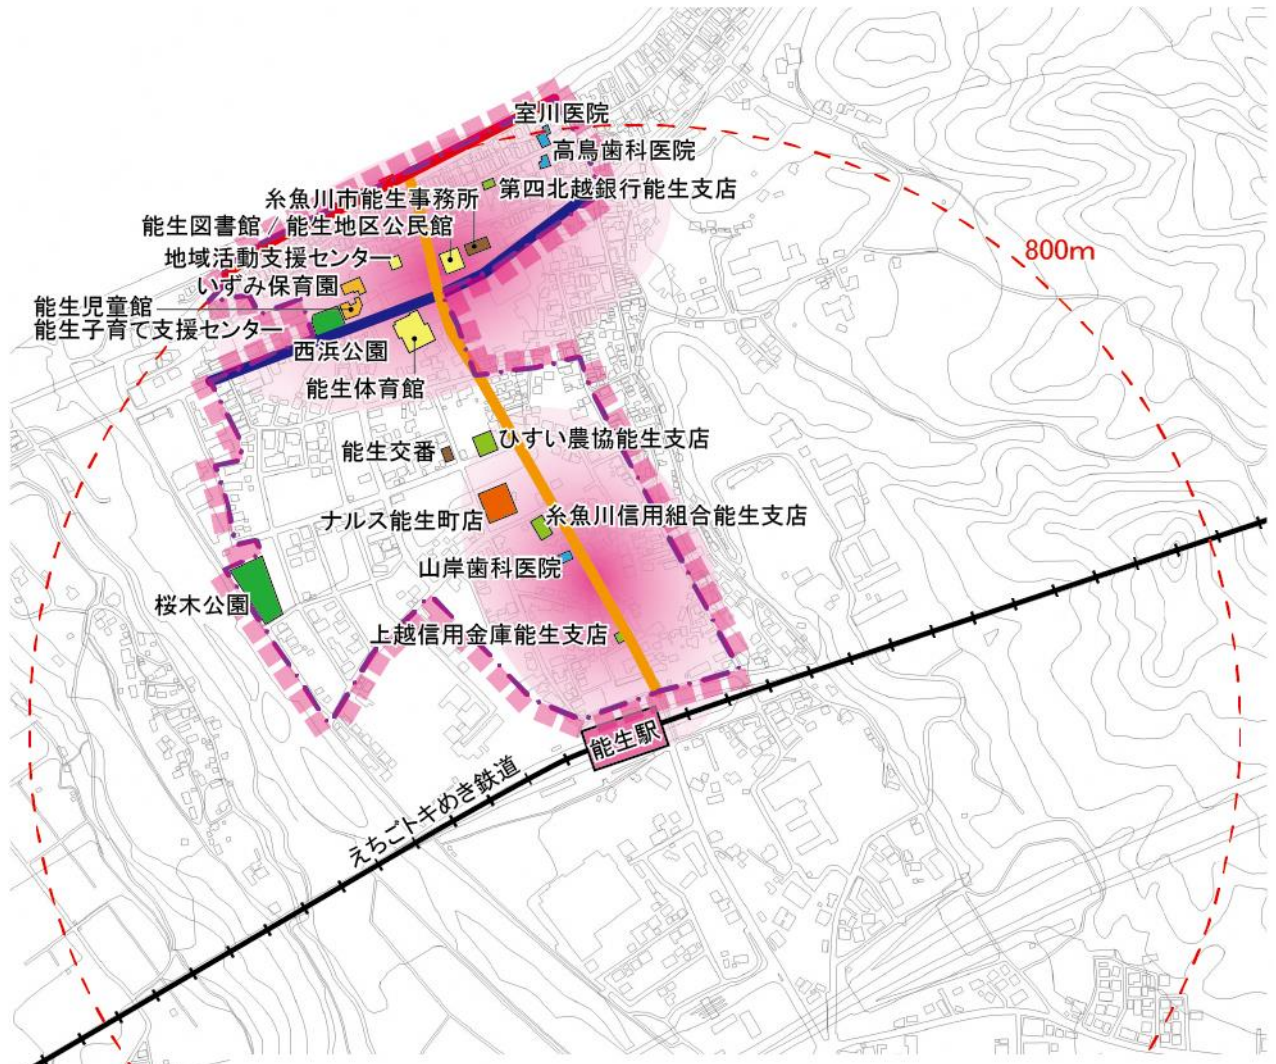 室川医院
高鳥歯科医院
糸魚川市能生事務所
第四北越銀行能生支店
能生図書館/能生地区公民館
800m
地域活動支援センター
いずみ保育園
能生児童館
能生子育て支援センター
西浜公園
能生体育館
ひすい農協能生支店
能生交番
ナルス能生町店
糸魚川信用組合能生支店
山岸歯科医院
桜木公園
上越信用金庫能生支店
能生駅
えちごトキめき鉄道